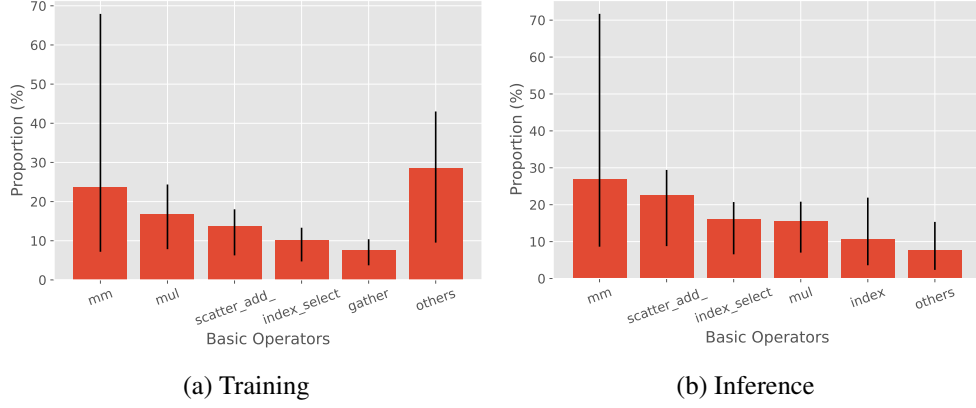 70
60
50
40
30
20
10
0
Proportion (%)
mm
mul
scatter_add_
index_select
gather
others
Basic Operators
(a) Training
70
60
50
40
30
20
10
0
Proportion (%)
mm
scatter_add_
index_select
mul
index
others
Basic Operators
(b) Inference